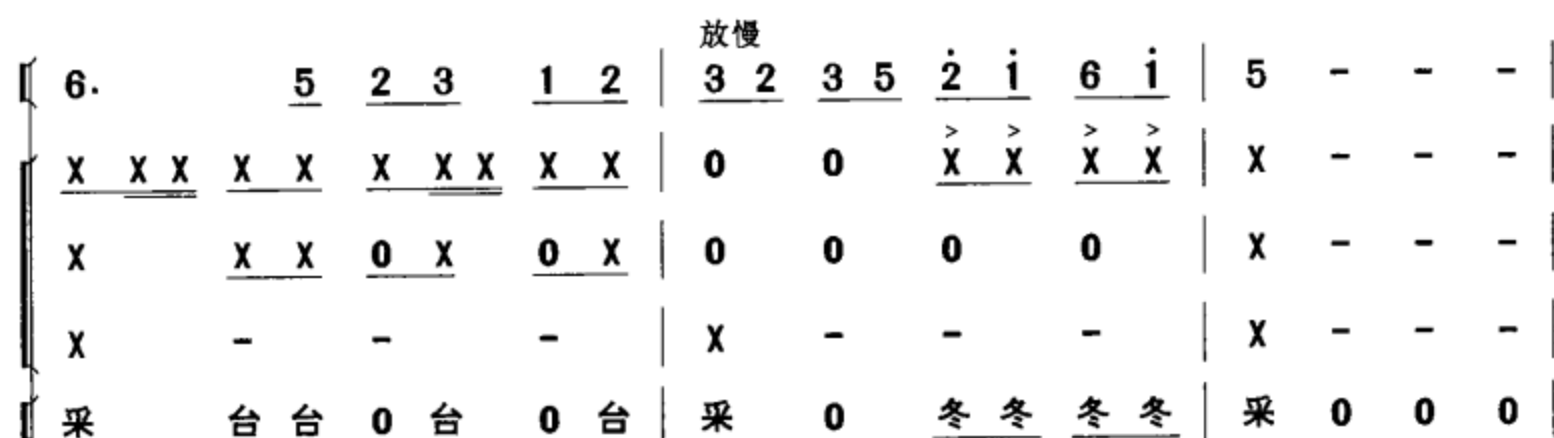 放慢
6. 5 2 3 1 2 | 3 2 3 5 2̇ 1̇ 6 1̇ | 5 - - - |
X X X X X X X X X X | 0 0 X X X X | X - - - |
X X X 0 X 0 X | 0 0 0 0 | X - - - |
X - - - | X - - - | X - - - |
采 台 台 0 台 0 台 | 采 0 冬 冬 冬 冬 | 采 0 0 0 |